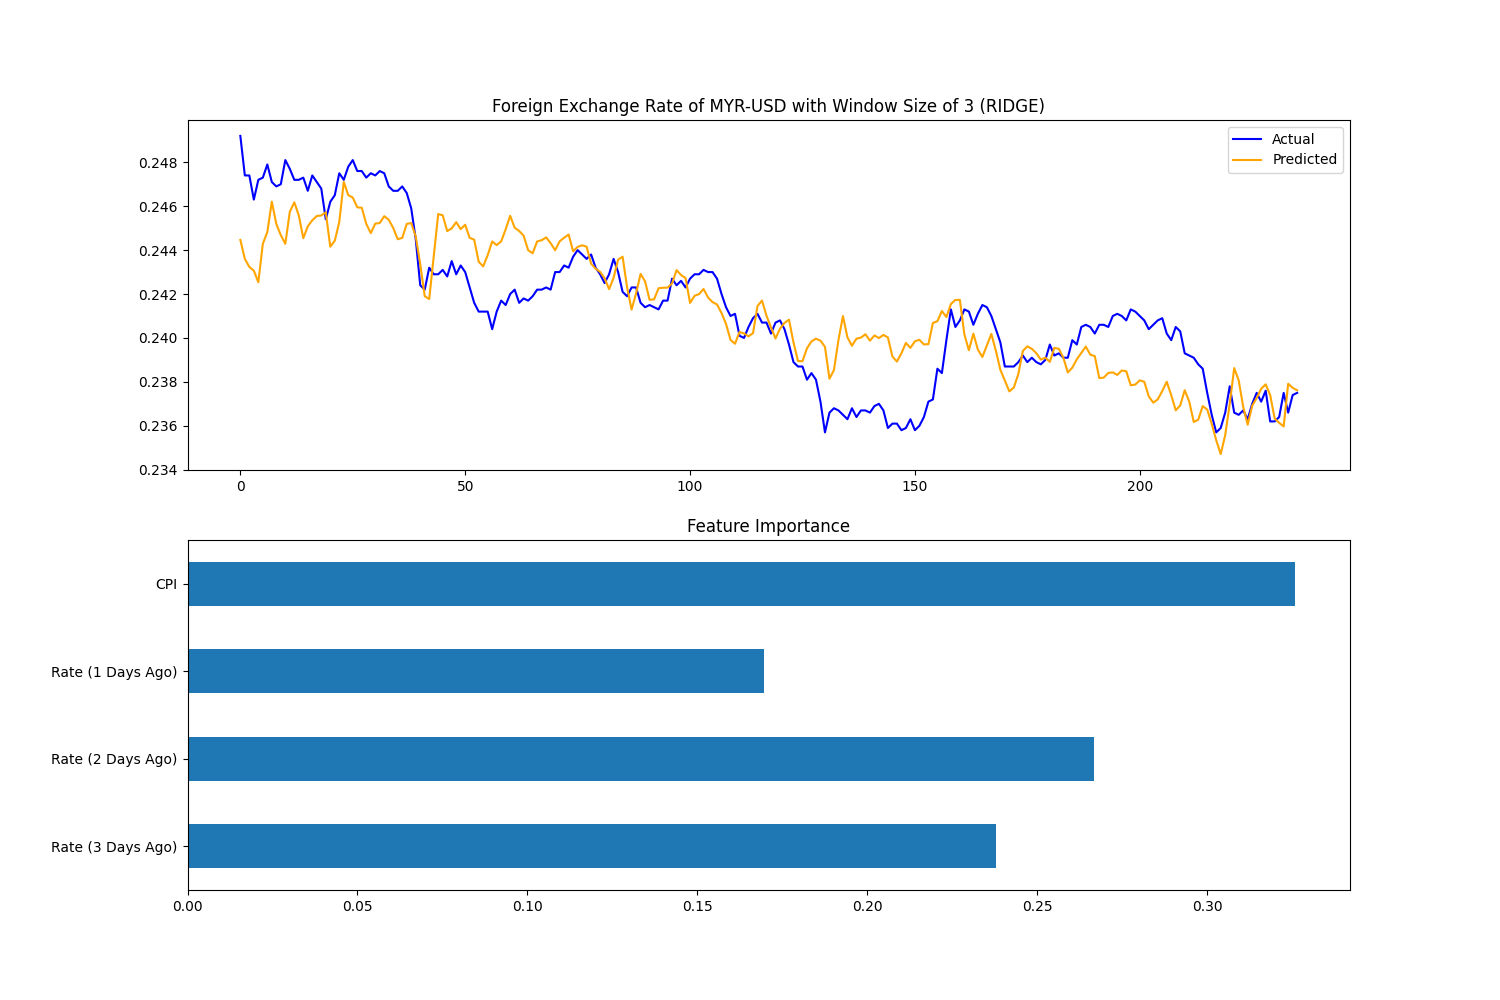 Foreign Exchange Rate of MYR-USD with Window Size of 3 (RIDGE)
Actual
Predicted
0.248
0.246
0.244
0.242
0.240
0.238
0.236
0.234
0 50 100 150 200
Feature Importance
CPI
Rate (1 Days Ago)
Rate (2 Days Ago)
Rate (3 Days Ago)
0.00 0.05 0.10 0.15 0.20 0.25 0.30